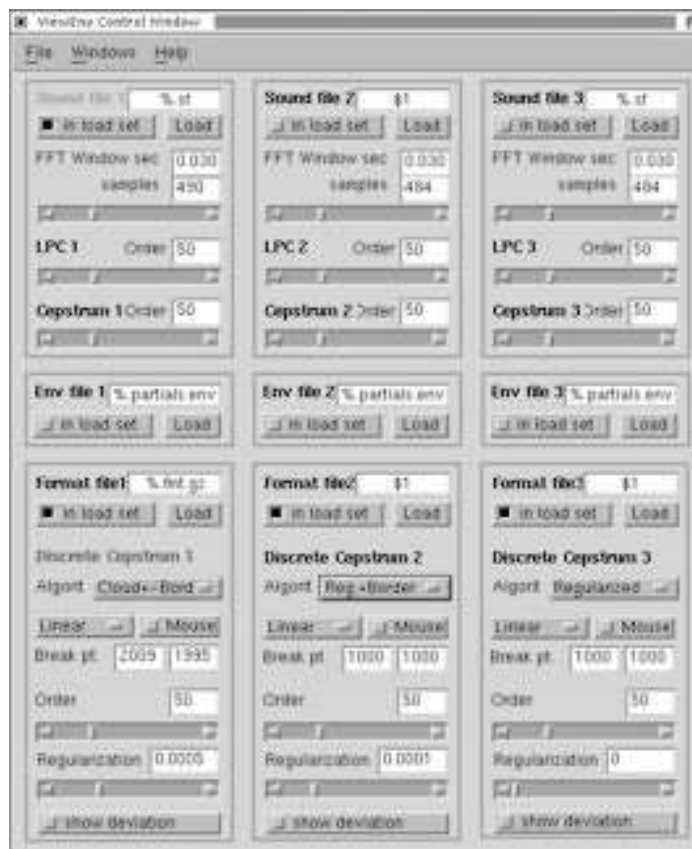 ViewEnv Control Window
File Windows Help
Sound file 1 %.sf
in load set Load
FFT Window sec 0.030
samples 490
LPC 1 Order 50
Cepstrum 1 Order 50
Sound file 2 $1
in load set Load
FFT Window sec 0.030
samples 484
LPC 2 Order 50
Cepstrum 2 Order 50
Sound file 3 %.sf
in load set Load
FFT Window sec 0.030
samples 484
LPC 3 Order 50
Cepstrum 3 Order 50
Env file 1 %.partials.env
in load set Load
Env file 2 %.partials.env
in load set Load
Env file 3 %.partials.env
in load set Load
Format file1 %.fmt.gz
in load set Load
Discrete Cepstrum 1
Algorit Cloud+-Bord
Linear Mouse
Break pt. 2009 1995
Order 50
Regularization 0.0005
show deviation
Format file2 $1
in load set Load
Discrete Cepstrum 2
Algorit Reg.+Border
Linear Mouse
Break pt. 1000 1000
Order 50
Regularization 0.0001
show deviation
Format file3 $1
in load set Load
Discrete Cepstrum 3
Algorit Regularized
Linear Mouse
Break pt. 1000 1000
Order 50
Regularization 0
show deviation